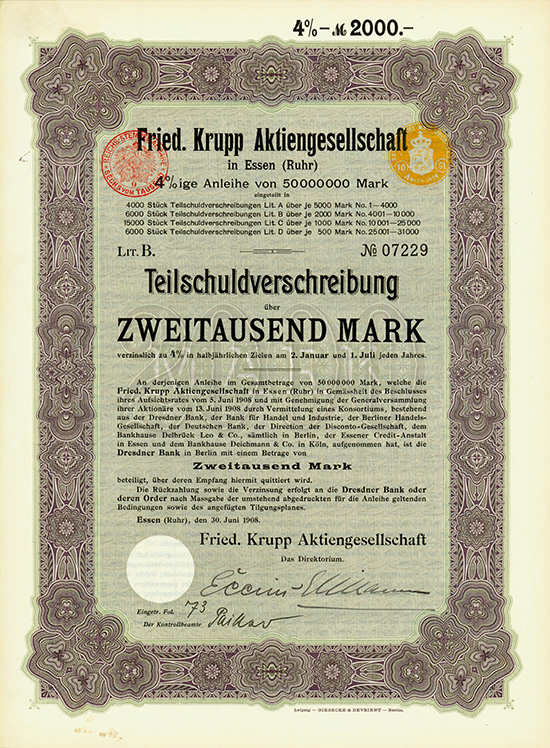 4%–ℳ 2000.–
Fried. Krupp Aktiengesellschaft
in Essen (Ruhr)
4%ige Anleihe von 50000000 Mark
eingeteilt in
4000 Stück Teilschuldverschreibungen Lit. A über je 5000 Mark No. 1–4000
6000 Stück Teilschuldverschreibungen Lit. B über je 2000 Mark No. 4001–10000
15000 Stück Teilschuldverschreibungen Lit. C über je 1000 Mark No. 10001–25000
6000 Stück Teilschuldverschreibungen Lit. D über je 500 Mark No. 25001–31000
LIT. B.
№ 07229
Teilschuldverschreibung
über
ZWEITAUSEND MARK
verzinslich zu 4% in halbjährlichen Zielen am 2. Januar und 1. Juli jeden Jahres.
An derjenigen Anleihe im Gesamtbetrage von 50000000 Mark, welche die
Fried. Krupp Aktiengesellschaft in Essen (Ruhr) in Gemässheit des Beschlusses
ihres Aufsichtsrates vom 5. Juni 1908 und mit Genehmigung der Generalversammlung
ihrer Aktionäre vom 13. Juni 1908 durch Vermittelung eines Konsortiums, bestehend
aus der Dresdner Bank, der Bank für Handel und Industrie, der Berliner Handels-
Gesellschaft, der Deutschen Bank, der Direction der Disconto-Gesellschaft, dem
Bankhause Delbrück Leo & Co., sämtlich in Berlin, der Essener Credit-Anstalt
in Essen und dem Bankhause Deichmann & Co. in Köln, aufgenommen hat, ist die
Dresdner Bank in Berlin mit einem Betrage von
Zweitausend Mark
beteiligt, über deren Empfang hiermit quittiert wird.
Die Rückzahlung sowie die Verzinsung erfolgt an die Dresdner Bank oder
deren Order nach Massgabe der umstehend abgedruckten für die Anleihe geltenden
Bedingungen sowie des angefügten Tilgungsplanes.
Essen (Ruhr), den 30. Juni 1908.
Fried. Krupp Aktiengesellschaft
Das Direktorium.
Eingetr. Fol. 73
Der Kontrollbeamte
Leipzig – GIESECKE & DEVRIENT – Berlin.